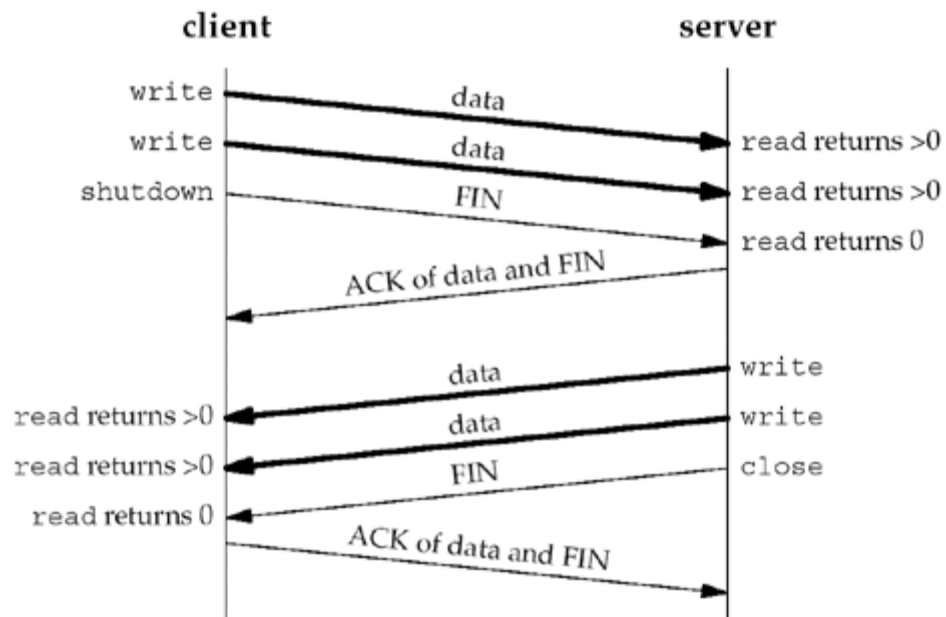 client server
write data
read returns >0
write data
read returns >0
shutdown FIN
read returns 0
ACK of data and FIN
data write
read returns >0
data write
read returns >0
FIN close
read returns 0
ACK of data and FIN